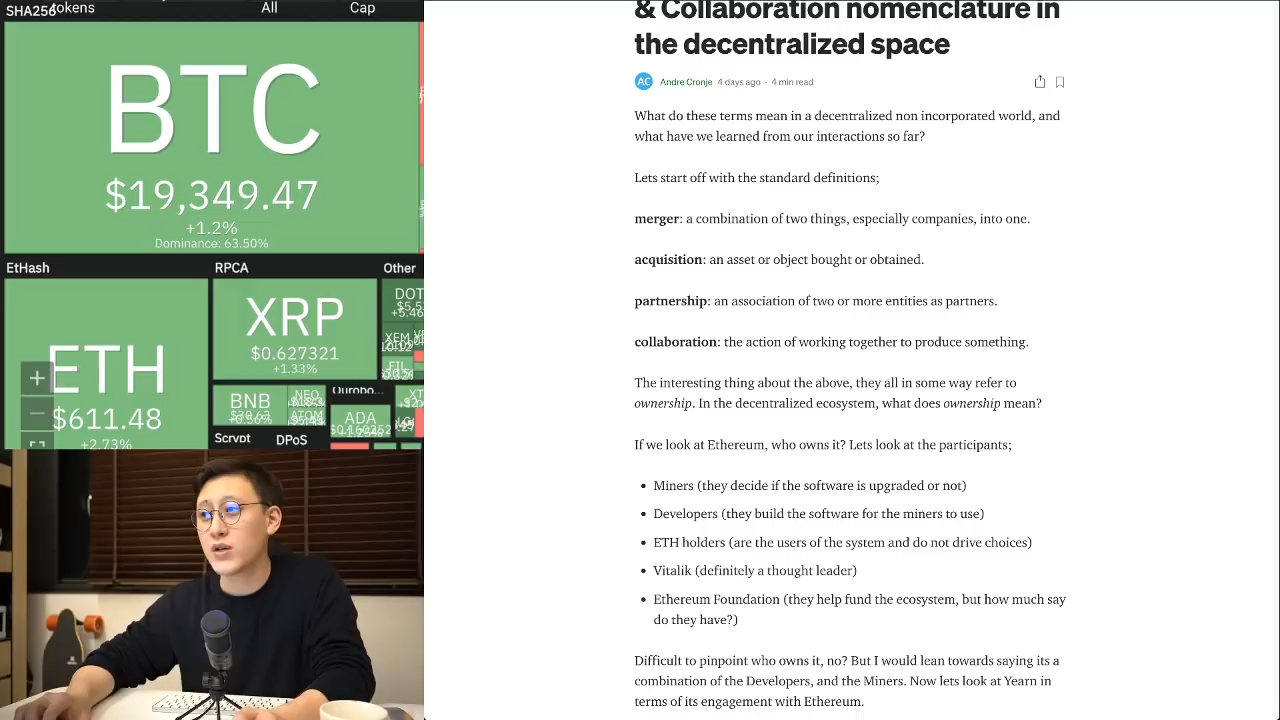 SHA256
okens
All
Cap
BTC
$19,349.47
+1.2%
Dominance: 63.50%
EtHash
RPCA
Other
ETH
$611.48
+2.73%
XRP
$0.627321
+1.33%
DOT
+5.46
XEM
FIL
BNB
NEO
ATOM
ADA
Scrypt
DPoS
& Collaboration nomenclature in
the decentralized space
AC Andre Cronje 4 days ago · 4 min read
What do these terms mean in a decentralized non incorporated world, and
what have we learned from our interactions so far?
Lets start off with the standard definitions;
merger: a combination of two things, especially companies, into one.
acquisition: an asset or object bought or obtained.
partnership: an association of two or more entities as partners.
collaboration: the action of working together to produce something.
The interesting thing about the above, they all in some way refer to
ownership. In the decentralized ecosystem, what does ownership mean?
If we look at Ethereum, who owns it? Lets look at the participants;
• Miners (they decide if the software is upgraded or not)
• Developers (they build the software for the miners to use)
• ETH holders (are the users of the system and do not drive choices)
• Vitalik (definitely a thought leader)
• Ethereum Foundation (they help fund the ecosystem, but how much say
do they have?)
Difficult to pinpoint who owns it, no? But I would lean towards saying its a
combination of the Developers, and the Miners. Now lets look at Yearn in
terms of its engagement with Ethereum.